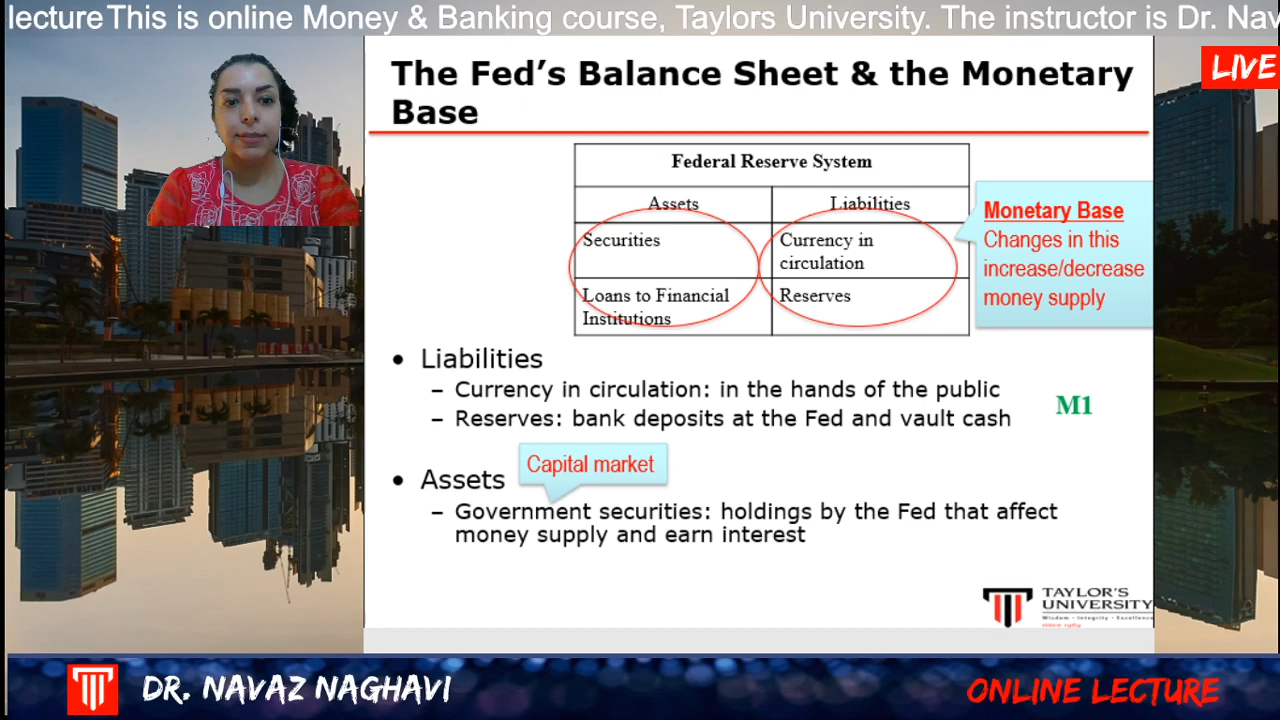 lecture This is online Money & Banking course, Taylors University. The instructor is Dr. Nav
LIVE
The Fed's Balance Sheet & the Monetary
Base
Federal Reserve System
Assets
Liabilities
Securities
Currency in
circulation
Loans to Financial
Institutions
Reserves
Monetary Base
Changes in this
increase/decrease
money supply
• Liabilities
– Currency in circulation: in the hands of the public
– Reserves: bank deposits at the Fed and vault cash
M1
Capital market
• Assets
– Government securities: holdings by the Fed that affect
money supply and earn interest
TAYLOR'S
UNIVERSITY
Wisdom · Integrity · Excellence
DR. NAVAZ NAGHAVI
ONLINE LECTURE